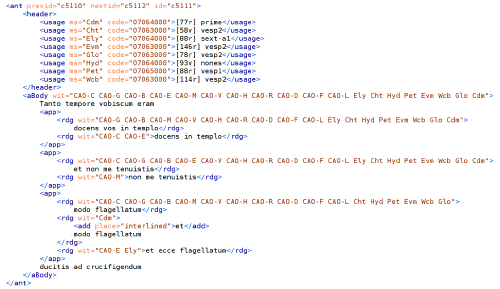 <ant previd="c5110" nextid="c5112" id="c5111">
<header>
<usage ms="Cdm" code="07064000">[77r] prime</usage>
<usage ms="Cht" code="07063000">[58v] vesp2</usage>
<usage ms="Ely" code="07064000">[88r] sext-a1</usage>
<usage ms="Evm" code="07063000">[146r] vesp2</usage>
<usage ms="Glo" code="07063000">[78r] vesp2</usage>
<usage ms="Hyd" code="07064000">[93v] nones</usage>
<usage ms="Pet" code="07065000">[88r] vesp1</usage>
<usage ms="Wcb" code="07063000">[114r] vesp2</usage>
</header>
<aBody wit="CAO-C CAO-G CAO-B CAO-E CAO-M CAO-V CAO-H CAO-R CAO-D CAO-F CAO-L Ely Cht Hyd Pet Evm Wcb Glo Cdm">
Tanto tempore vobiscum eram
<app>
<rdg wit="CAO-G CAO-B CAO-M CAO-V CAO-H CAO-R CAO-D CAO-F CAO-L Ely Cht Hyd Pet Evm Wcb Glo Cdm">
docens vos in templo</rdg>
<rdg wit="CAO-C CAO-E">docens in templo</rdg>
</app>
<app>
<rdg wit="CAO-C CAO-G CAO-B CAO-E CAO-V CAO-H CAO-R CAO-D CAO-F CAO-L Ely Cht Hyd Pet Evm Wcb Glo Cdm">
et non me tenuistis</rdg>
<rdg wit="CAO-M">non me tenuistis</rdg>
</app>
<app>
<rdg wit="CAO-C CAO-G CAO-B CAO-M CAO-V CAO-H CAO-R CAO-D CAO-F CAO-L Cht Hyd Pet Evm Wcb Glo">
modo flagellatum</rdg>
<rdg wit="Cdm">
<add place="interlined">et</add>
modo flagellatum
</rdg>
<rdg wit="CAO-E Ely">et ecce flagellatum</rdg>
</app>
ducitis ad crucifigendum
</aBody>
</ant>